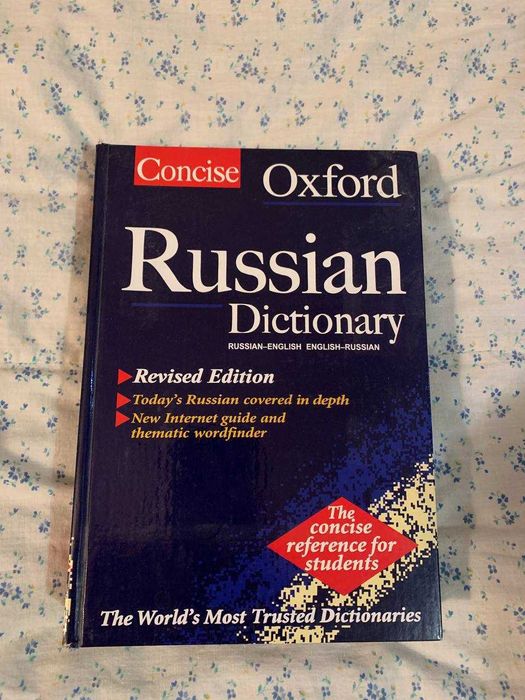 Concise Oxford
Russian
Dictionary
RUSSIAN–ENGLISH ENGLISH–RUSSIAN
Revised Edition
Today's Russian covered in depth
New Internet guide and
thematic wordfinder
The
concise
reference for
students
The World's Most Trusted Dictionaries